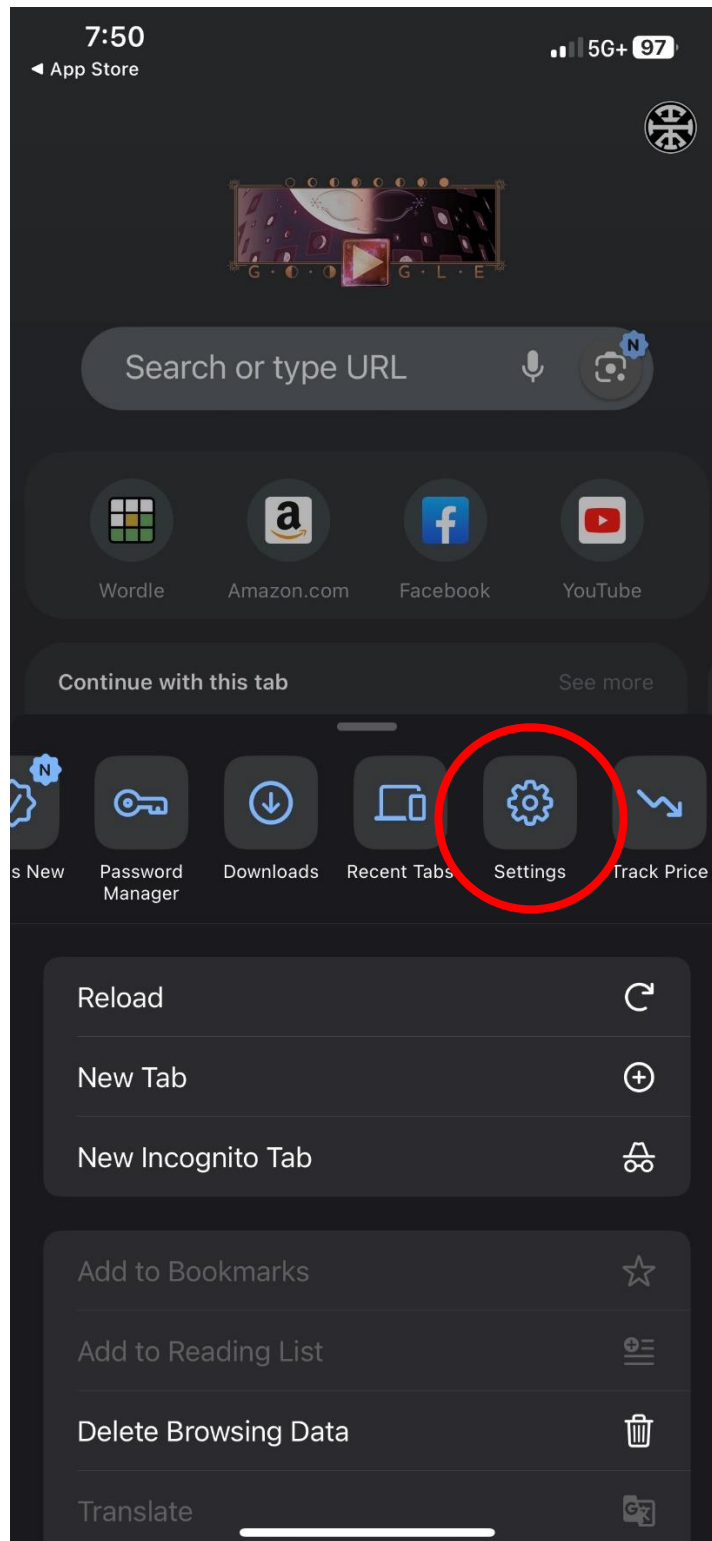 7:50
5G+ 97
◀ App Store
G O O G L E
Search or type URL
N
Wordle Amazon.com Facebook YouTube
Continue with this tab See more
N
s New Password Manager Downloads Recent Tabs Settings Track Price
Reload
New Tab
New Incognito Tab
Add to Bookmarks
Add to Reading List
Delete Browsing Data
Translate